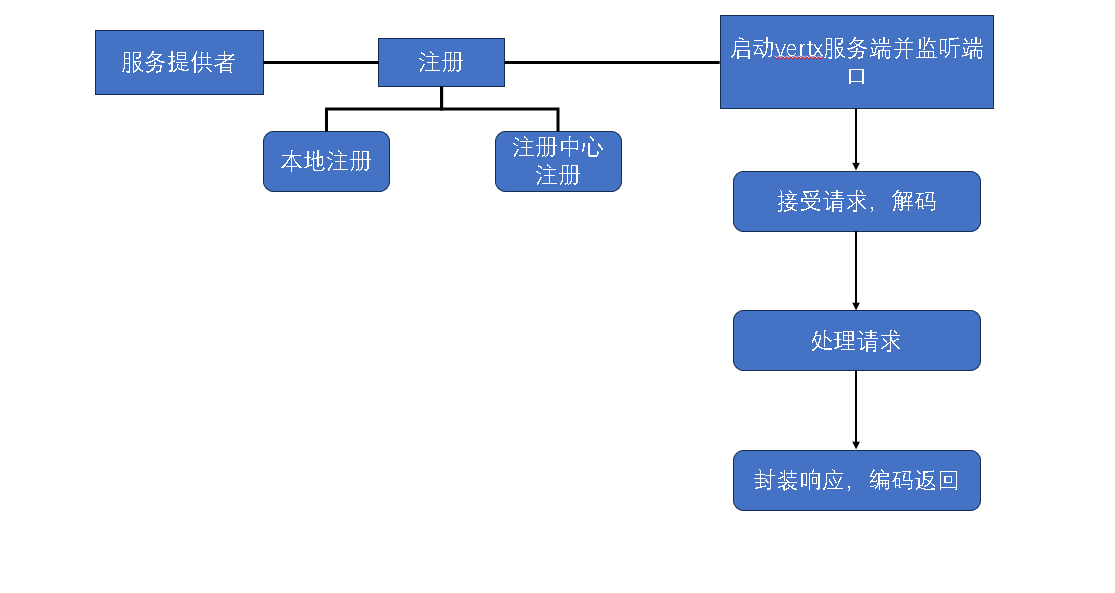 服务提供者
注册
启动vertx服务端并监听端
口
本地注册
注册中心
注册
接受请求，解码
处理请求
封装响应，编码返回